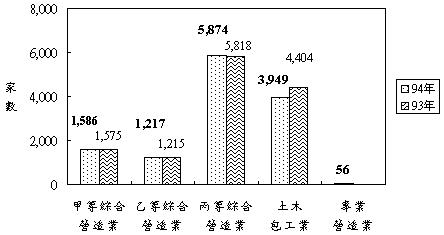 8,000
6,000
4,000
2,000
0
家
數
1,586
1,575
1,217
1,215
5,874
5,818
3,949
4,404
56
94年
93年
甲等綜合
營造業
乙等綜合
營造業
丙等綜合
營造業
土木
包工業
專業
營造業